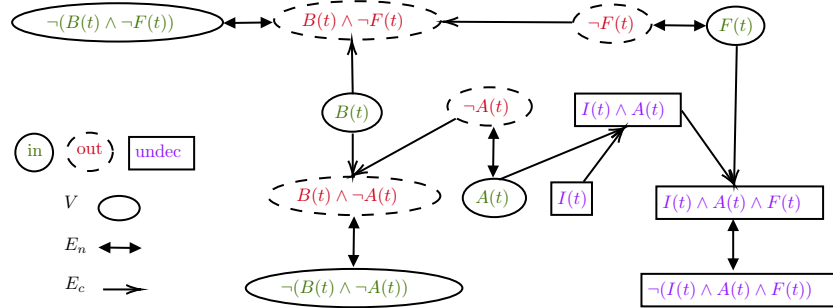 ¬(B(t) ∧ ¬F(t))
B(t) ∧ ¬F(t)
¬F(t)
F(t)
B(t)
¬A(t)
I(t) ∧ A(t)
in
out
undec
B(t) ∧ ¬A(t)
A(t)
I(t)
I(t) ∧ A(t) ∧ F(t)
V
E_n
E_c
¬(B(t) ∧ ¬A(t))
¬(I(t) ∧ A(t) ∧ F(t))